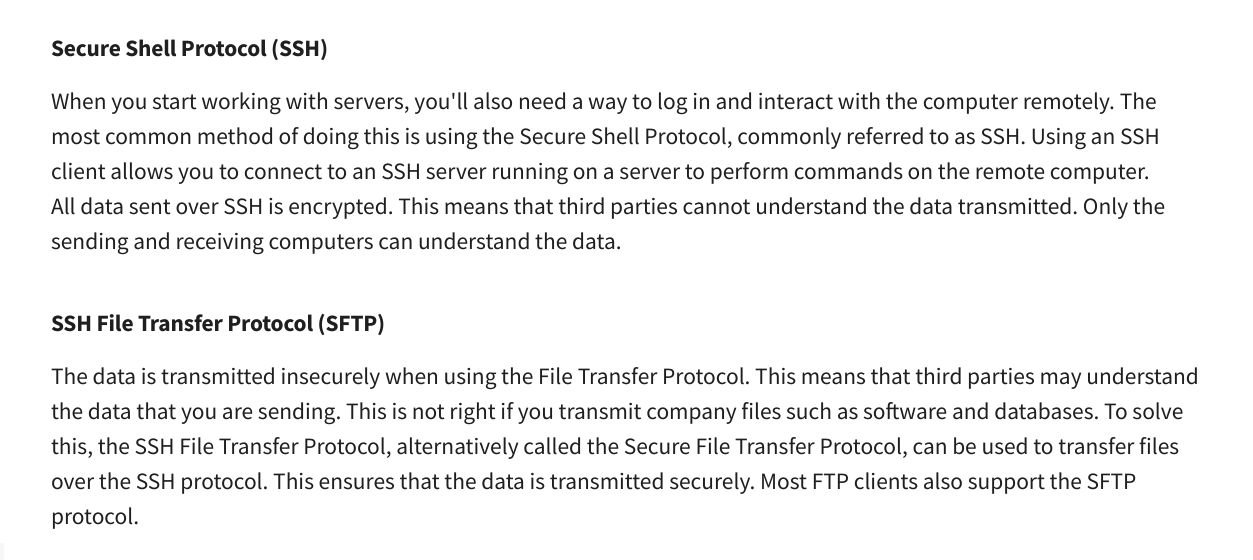 Secure Shell Protocol (SSH)
When you start working with servers, you'll also need a way to log in and interact with the computer remotely. The
most common method of doing this is using the Secure Shell Protocol, commonly referred to as SSH. Using an SSH
client allows you to connect to an SSH server running on a server to perform commands on the remote computer.
All data sent over SSH is encrypted. This means that third parties cannot understand the data transmitted. Only the
sending and receiving computers can understand the data.
SSH File Transfer Protocol (SFTP)
The data is transmitted insecurely when using the File Transfer Protocol. This means that third parties may understand
the data that you are sending. This is not right if you transmit company files such as software and databases. To solve
this, the SSH File Transfer Protocol, alternatively called the Secure File Transfer Protocol, can be used to transfer files
over the SSH protocol. This ensures that the data is transmitted securely. Most FTP clients also support the SFTP
protocol.